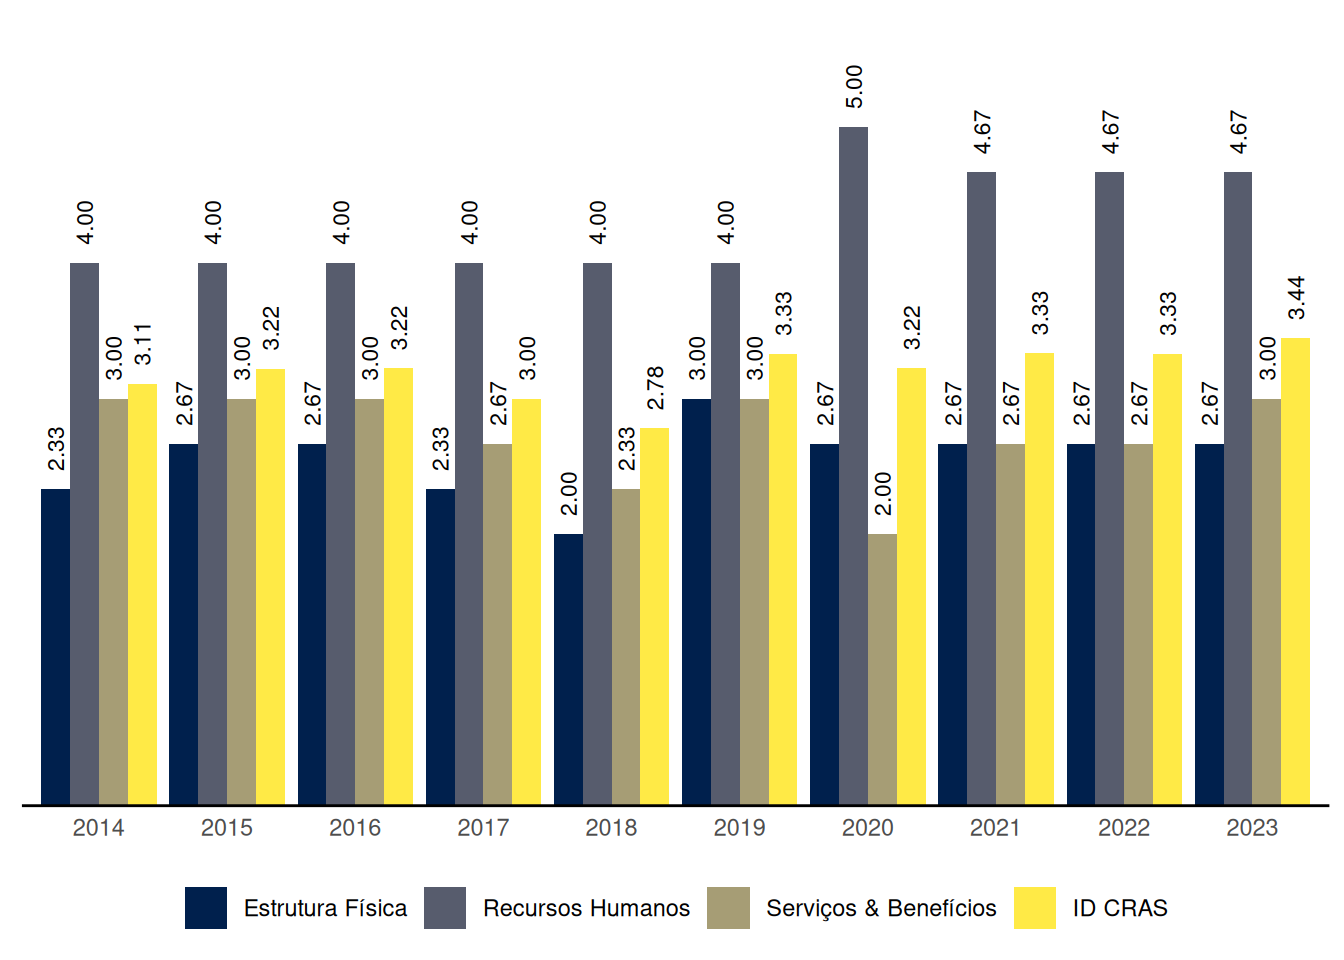 2.33 4.00 3.00 3.11 2.67 4.00 3.00 3.22 2.67 4.00 3.00 3.22 2.33 4.00 2.67 3.00 2.00 4.00 2.33 2.78 3.00 4.00 3.00 3.33 2.67 5.00 2.00 3.22 2.67 4.67 2.67 3.33 2.67 4.67 2.67 3.33 2.67 4.67 3.00 3.44
2014 2015 2016 2017 2018 2019 2020 2021 2022 2023
Estrutura Física Recursos Humanos Serviços & Benefícios ID CRAS